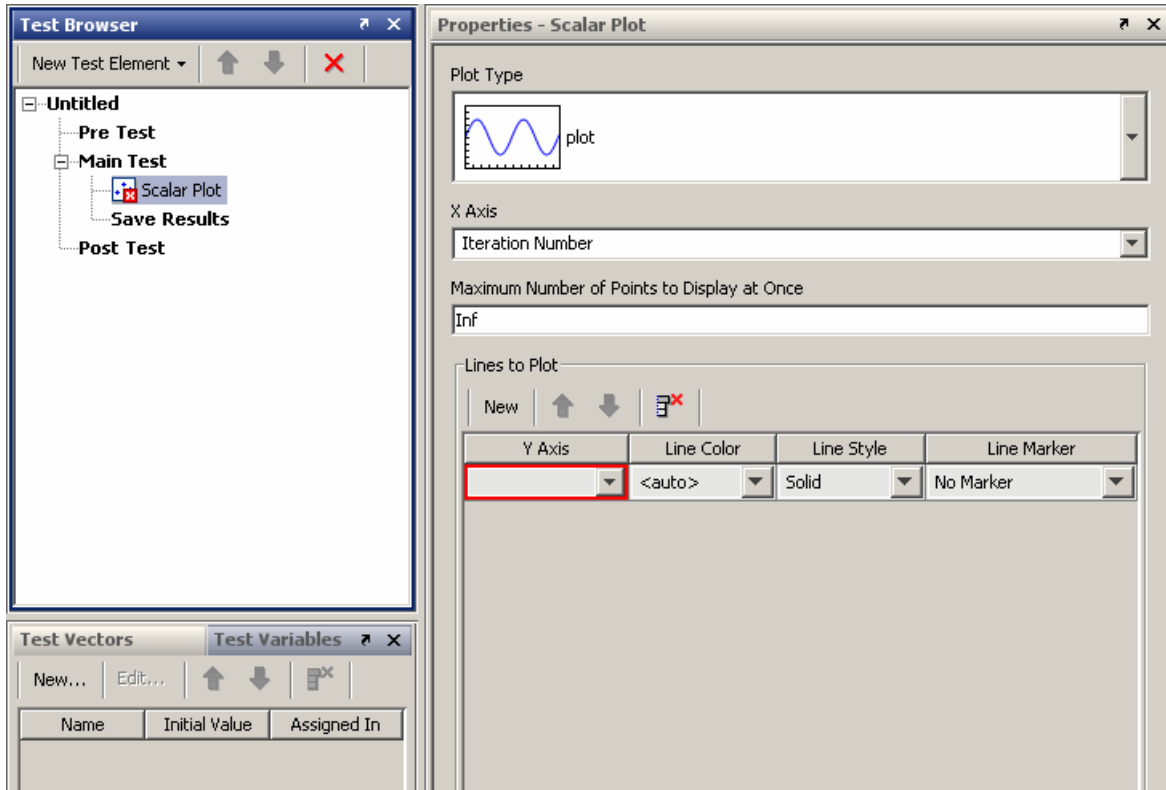 Test Browser
New Test Element
Untitled
Pre Test
Main Test
Scalar Plot
Save Results
Post Test
Test Vectors
Test Variables
New...
Edit...
Name
Initial Value
Assigned In
Properties - Scalar Plot
Plot Type
plot
X Axis
Iteration Number
Maximum Number of Points to Display at Once
Inf
Lines to Plot
New
Y Axis
Line Color
Line Style
Line Marker
<auto>
Solid
No Marker